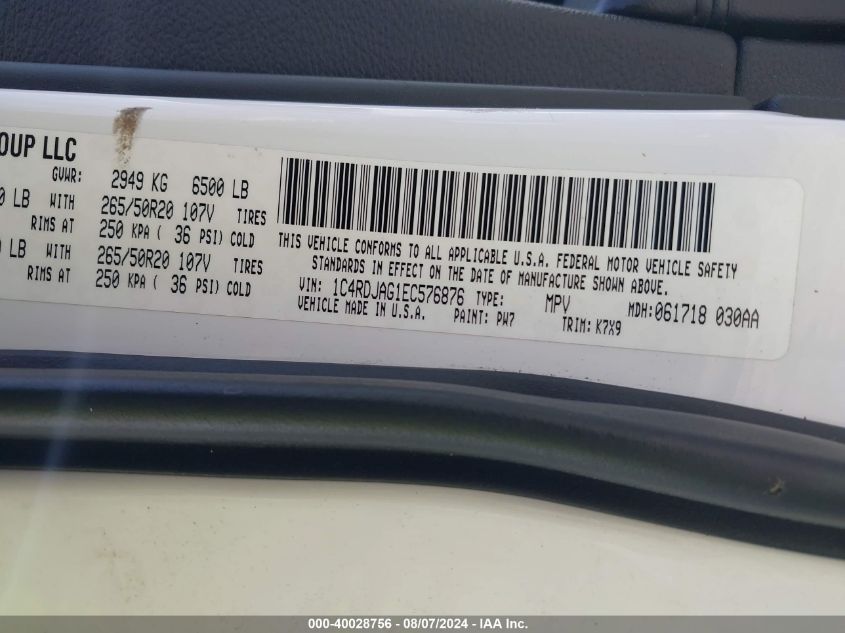 OUP LLC
GVWR: 2949 KG 6500 LB
LB WITH 265/50R20 107V TIRES
RIMS AT 250 KPA ( 36 PSI) COLD
LB WITH 265/50R20 107V TIRES
RIMS AT 250 KPA ( 36 PSI) COLD
THIS VEHICLE CONFORMS TO ALL APPLICABLE U.S.A. FEDERAL MOTOR VEHICLE SAFETY
STANDARDS IN EFFECT ON THE DATE OF MANUFACTURE SHOWN ABOVE.
VIN: 1C4RDJAG1EC576876 TYPE: MPV MDH:061718 030AA
VEHICLE MADE IN U.S.A. PAINT: PW7 TRIM: K7X9
000-40028756 - 08/07/2024 - IAA Inc.